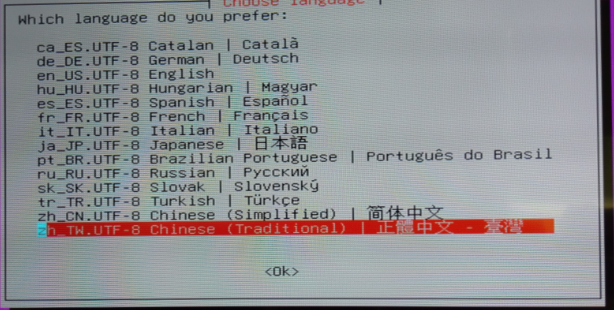 Choose language
Which language do you prefer:
ca_ES.UTF-8 Catalan | Català
de_DE.UTF-8 German | Deutsch
en_US.UTF-8 English
hu_HU.UTF-8 Hungarian | Magyar
es_ES.UTF-8 Spanish | Español
fr_FR.UTF-8 French | Français
it_IT.UTF-8 Italian | Italiano
ja_JP.UTF-8 Japanese | 日本語
pt_BR.UTF-8 Brazilian Portuguese | Português do Brasil
ru_RU.UTF-8 Russian | Русский
sk_SK.UTF-8 Slovak | Slovenský
tr_TR.UTF-8 Turkish | Türkçe
zh_CN.UTF-8 Chinese (Simplified) | 简体中文
zh_TW.UTF-8 Chinese (Traditional) | 正體中文 - 臺灣
<Ok>